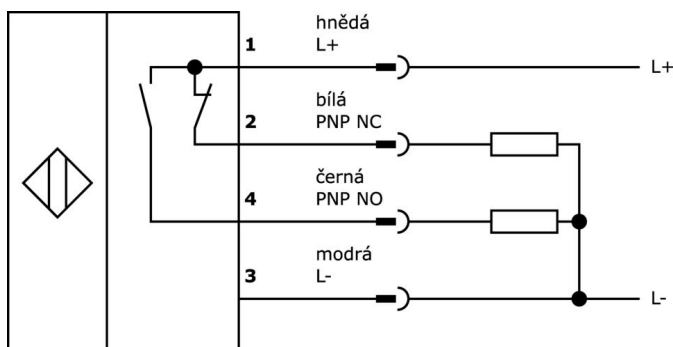 hnědá
1 L+
L+
bílá
2 PNP NC
černá
4 PNP NO
modrá
3 L-
L-